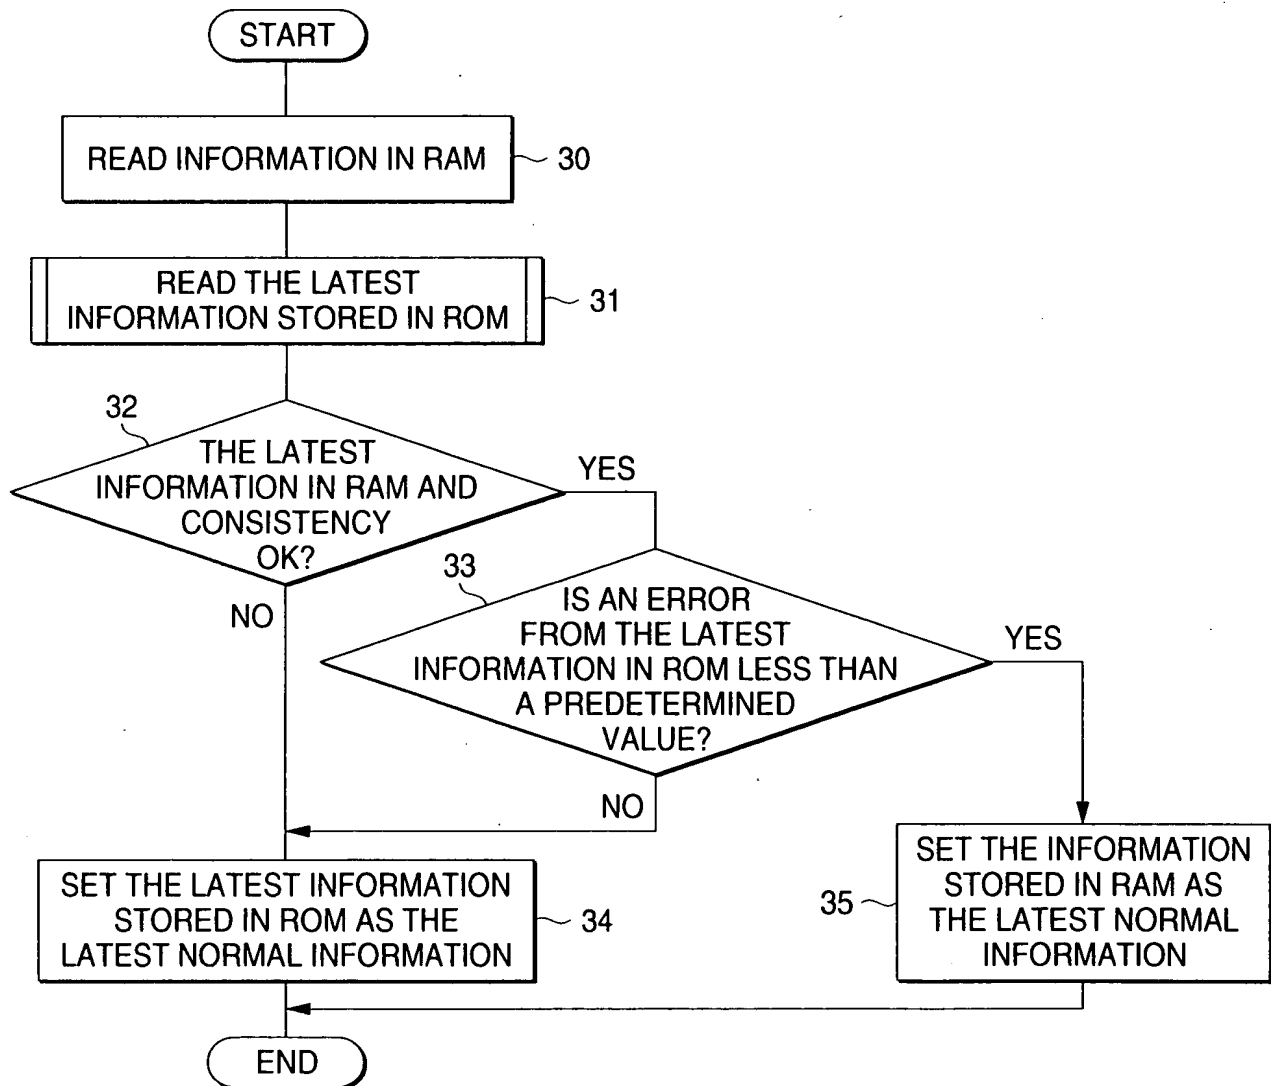 START
READ INFORMATION IN RAM
30
READ THE LATEST
INFORMATION STORED IN ROM
31
32
THE LATEST
INFORMATION IN RAM AND
CONSISTENCY
OK?
YES
NO
33
IS AN ERROR
FROM THE LATEST
INFORMATION IN ROM LESS THAN
A PREDETERMINED
VALUE?
YES
NO
SET THE LATEST INFORMATION
STORED IN ROM AS THE
LATEST NORMAL INFORMATION
34
35
SET THE INFORMATION
STORED IN RAM AS
THE LATEST NORMAL
INFORMATION
END